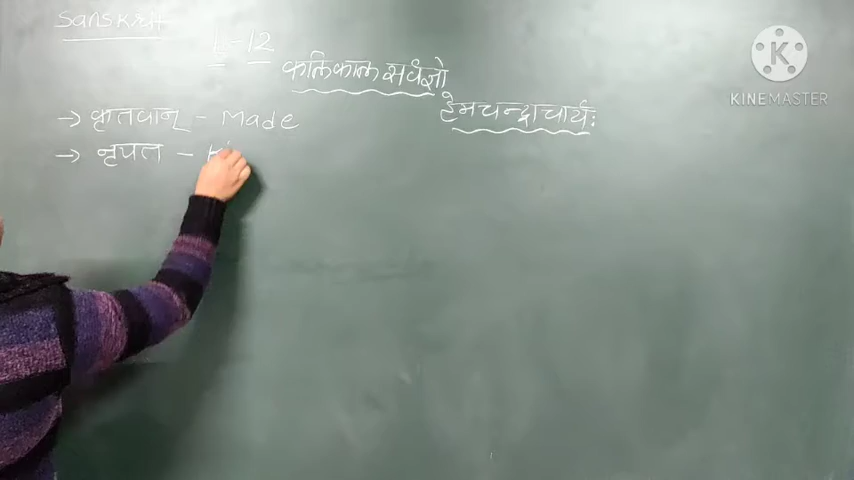 Sanskrit
L-12
कलिकाल सर्वज्ञो
हेमचन्द्राचार्यः
→ कृतवान् - Made
→ नृपत -
KINEMASTER